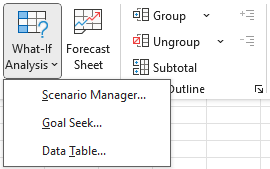 What-If
Analysis
Forecast
Sheet
Group
Ungroup
Subtotal
Outline
Scenario Manager...
Goal Seek...
Data Table...